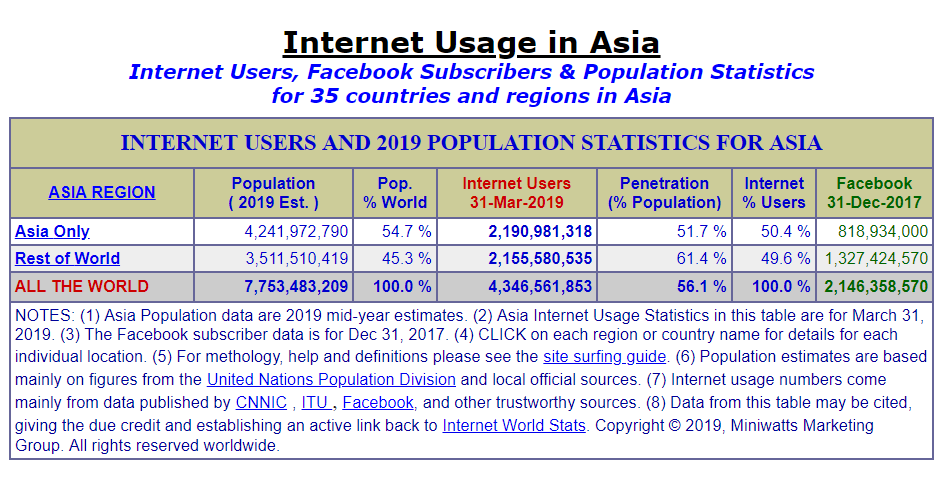 Internet Usage in Asia
Internet Users, Facebook Subscribers & Population Statistics
for 35 countries and regions in Asia
INTERNET USERS AND 2019 POPULATION STATISTICS FOR ASIA
ASIA REGION Population ( 2019 Est. ) Pop. % World Internet Users 31-Mar-2019 Penetration (% Population) Internet % Users Facebook 31-Dec-2017
Asia Only 4,241,972,790 54.7 % 2,190,981,318 51.7 % 50.4 % 818,934,000
Rest of World 3,511,510,419 45.3 % 2,155,580,535 61.4 % 49.6 % 1,327,424,570
ALL THE WORLD 7,753,483,209 100.0 % 4,346,561,853 56.1 % 100.0 % 2,146,358,570
NOTES: (1) Asia Population data are 2019 mid-year estimates. (2) Asia Internet Usage Statistics in this table are for March 31,
2019. (3) The Facebook subscriber data is for Dec 31, 2017. (4) CLICK on each region or country name for details for each
individual location. (5) For methology, help and definitions please see the site surfing guide. (6) Population estimates are based
mainly on figures from the United Nations Population Division and local official sources. (7) Internet usage numbers come
mainly from data published by CNNIC , ITU , Facebook, and other trustworthy sources. (8) Data from this table may be cited,
giving the due credit and establishing an active link back to Internet World Stats. Copyright © 2019, Miniwatts Marketing
Group. All rights reserved worldwide.